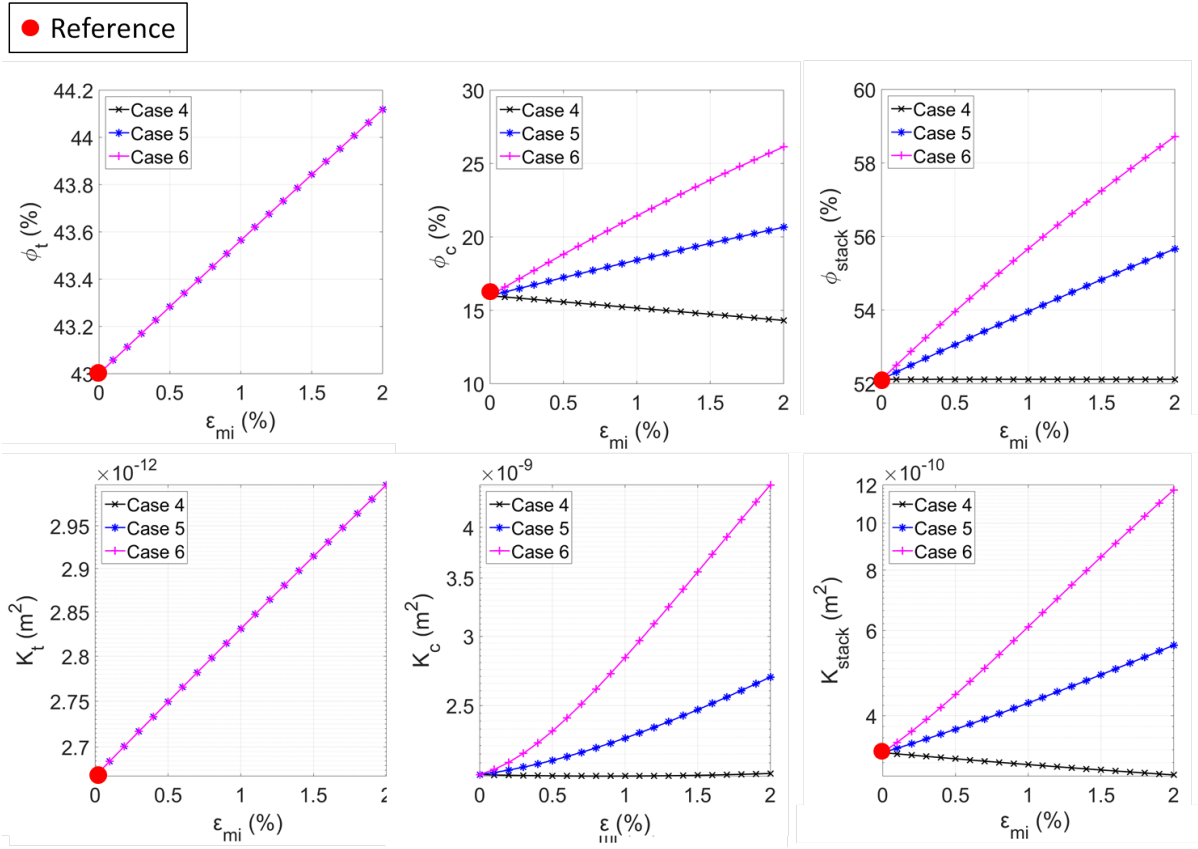 Reference
44.2
44
43.8
43.6
43.4
43.2
43
ϕt (%)
Case 4
Case 5
Case 6
0 0.5 1 1.5 2
εmi (%)
30
25
20
15
10
ϕc (%)
Case 4
Case 5
Case 6
0 0.5 1 1.5 2
εmi (%)
60
58
56
54
52
ϕstack (%)
Case 4
Case 5
Case 6
0 0.5 1 1.5 2
εmi (%)
×10-12
2.95
2.9
2.85
2.8
2.75
2.7
Kt (m2)
Case 4
Case 5
Case 6
0 0.5 1 1.5 2
εmi (%)
×10-9
4
3.5
3
2.5
Kc (m2)
Case 4
Case 5
Case 6
0 0.5 1 1.5 2
ε (%)
×10-10
12
10
8
6
4
Kstack (m2)
Case 4
Case 5
Case 6
0 0.5 1 1.5 2
εmi (%)